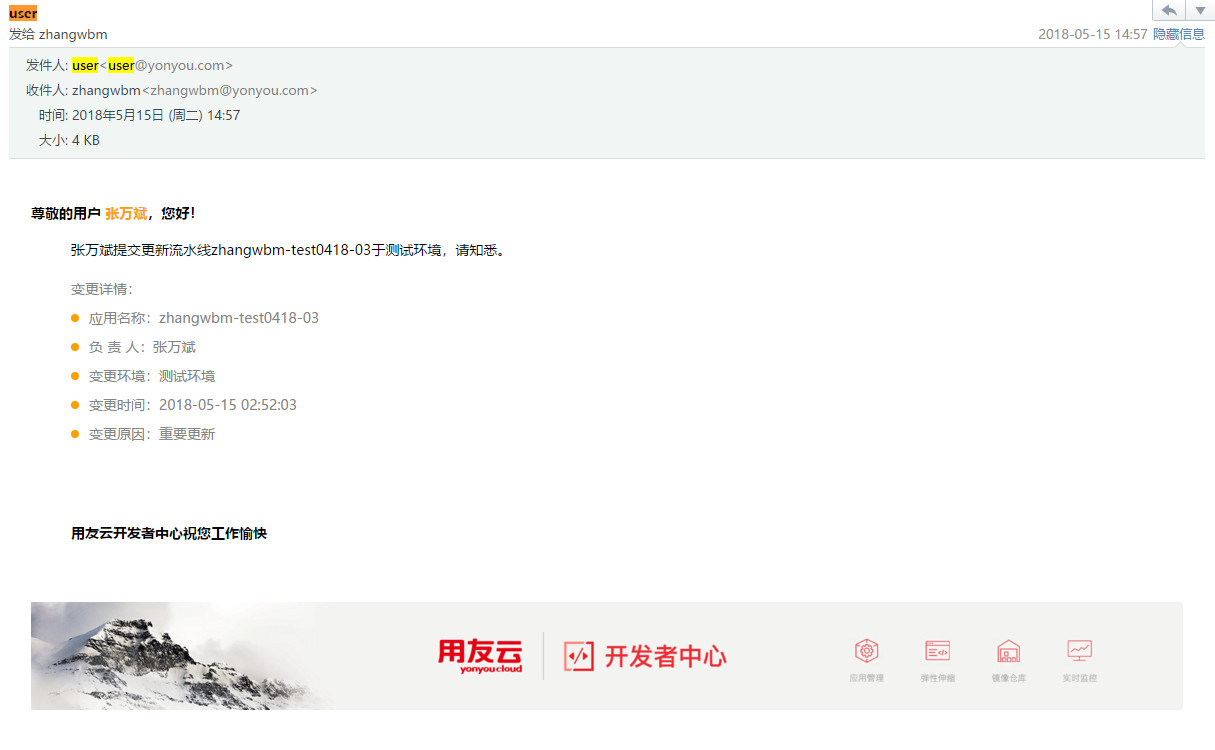 user
发给 zhangwbm
2018-05-15 14:57 隐藏信息
发件人: user<user@yonyou.com>
收件人: zhangwbm<zhangwbm@yonyou.com>
时间: 2018年5月15日 (周二) 14:57
大小: 4 KB
尊敬的用户 张万斌，您好！
张万斌提交更新流水线zhangwbm-test0418-03于测试环境，请知悉。
变更详情：
应用名称：zhangwbm-test0418-03
负 责 人：张万斌
变更环境：测试环境
变更时间：2018-05-15 02:52:03
变更原因：重要更新
用友云开发者中心祝您工作愉快
用友云
yonyoucloud
开发者中心
应用管理 弹性伸缩 镜像仓库 实时监控